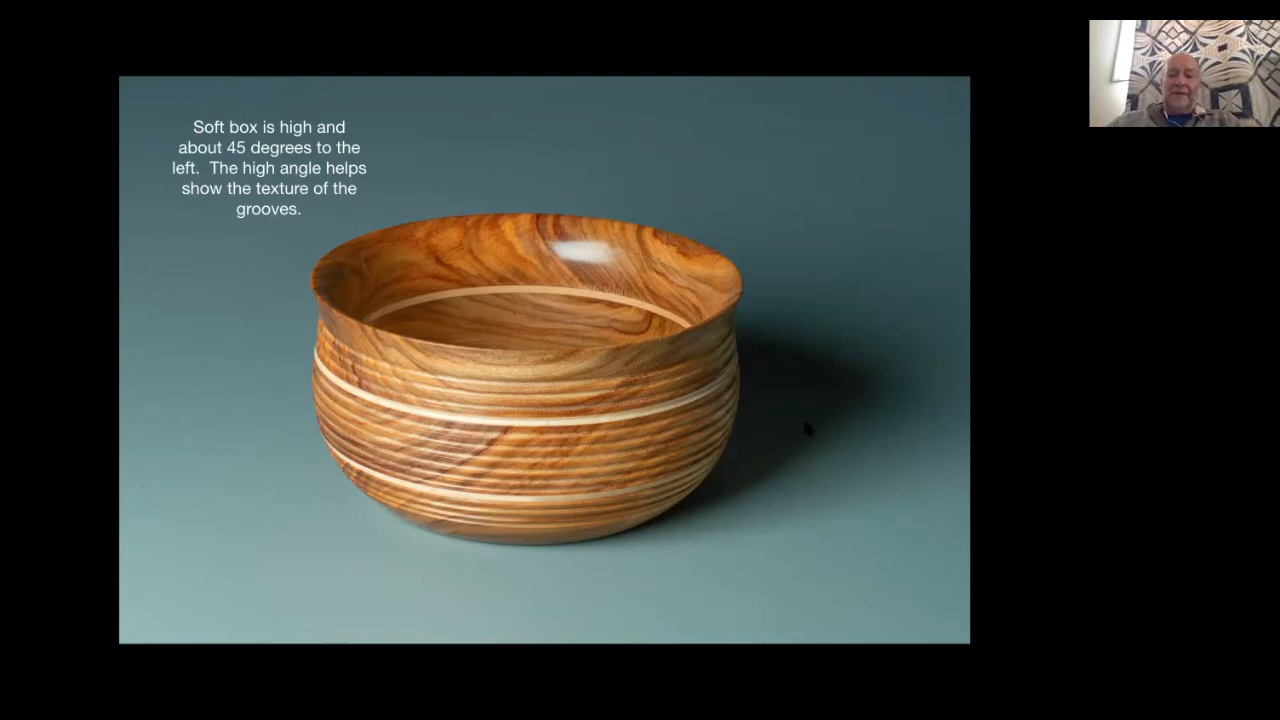 Soft box is high and
about 45 degrees to the
left.  The high angle helps
show the texture of the
grooves.